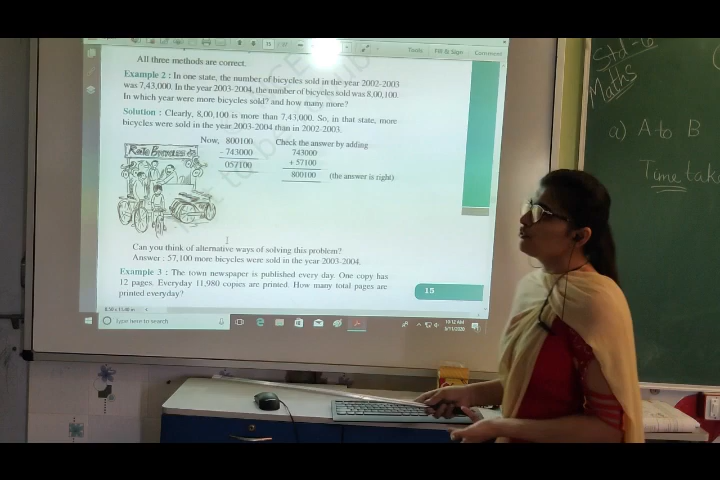 Tools Fill & Sign Comment
All three methods are correct.
Example 2 : In one state, the number of bicycles sold in the year 2002-2003
was 7,43,000. In the year 2003-2004, the number of bicycles sold was 8,00,100.
In which year were more bicycles sold? and how many more?
Solution : Clearly, 8,00,100 is more than 7,43,000. So, in that state, more
bicycles were sold in the year 2003-2004 than in 2002-2003.
Now, 800100 Check the answer by adding
- 743000 743000
057100 + 57100
800100 (the answer is right)
Can you think of alternative ways of solving this problem?
Answer : 57,100 more bicycles were sold in the year 2003-2004.
Example 3 : The town newspaper is published every day. One copy has
12 pages. Everyday 11,980 copies are printed. How many total pages are
printed everyday?
15
Type here to search
10:12 AM
Std-6
Maths
a) A to B
Time take